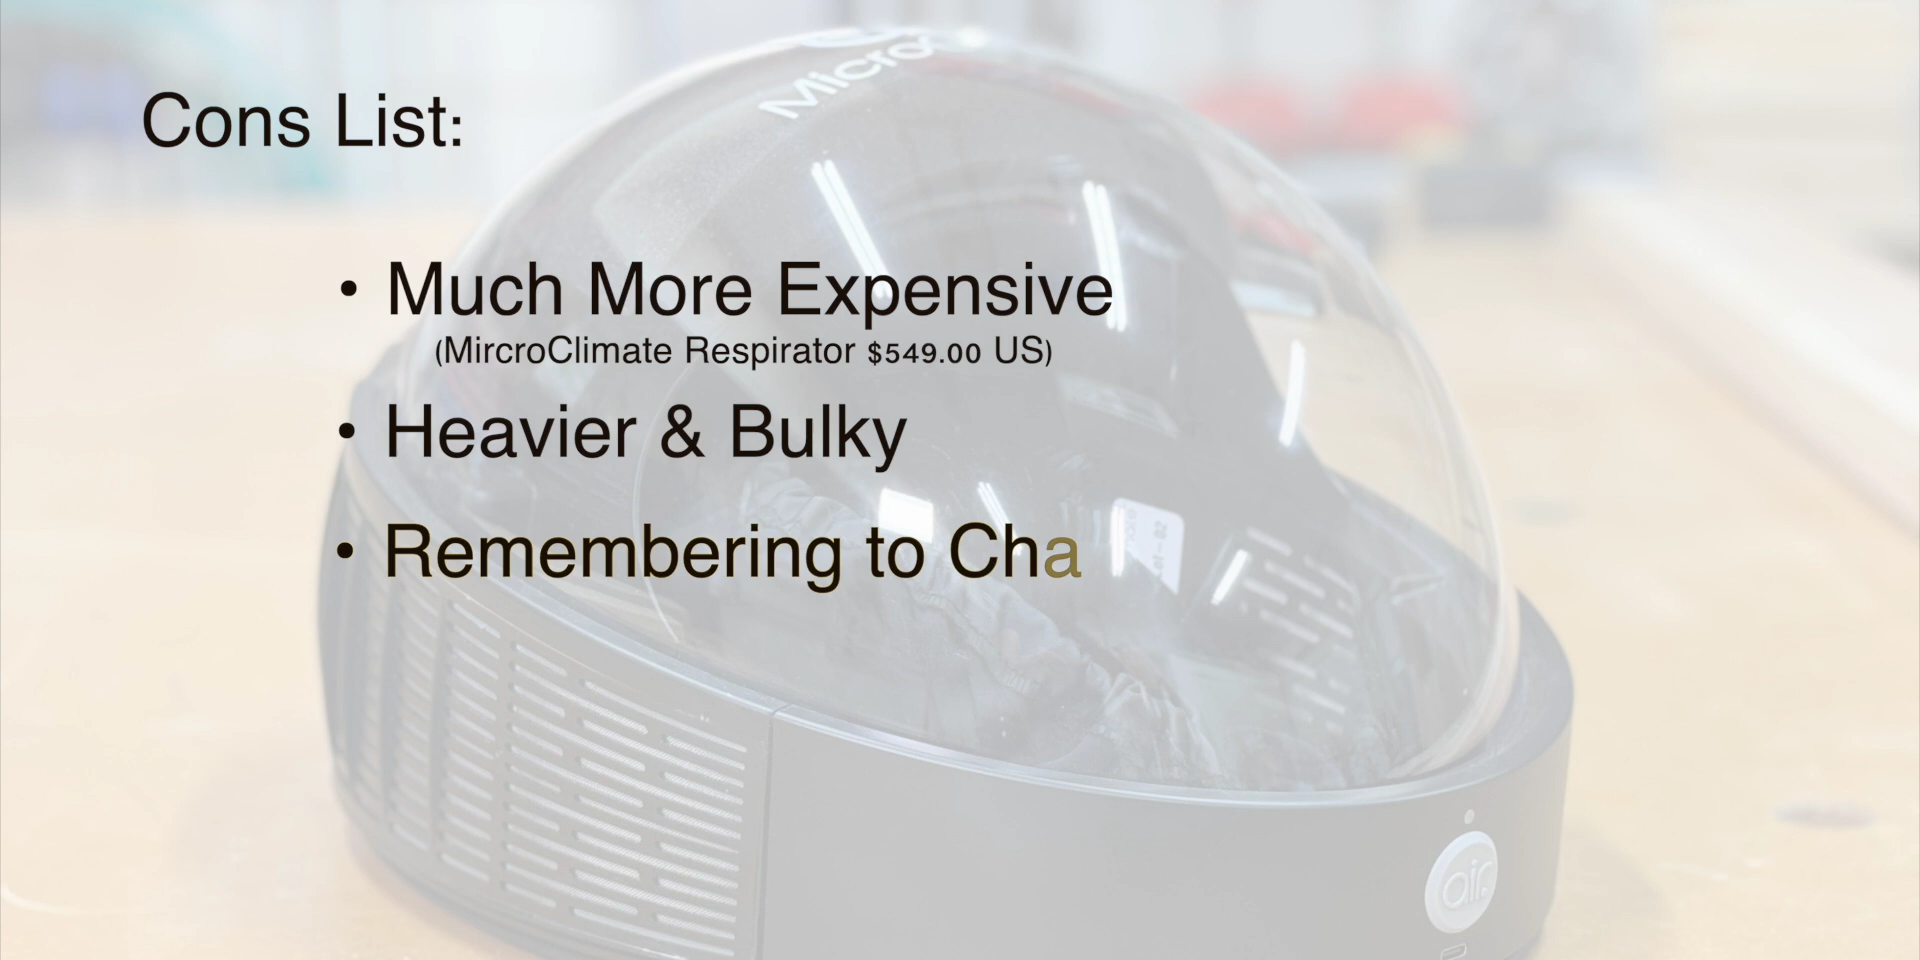 Micro
Cons List:
• Much More Expensive
(MircroClimate Respirator $549.00 US)
• Heavier & Bulky
• Remembering to Cha
air.